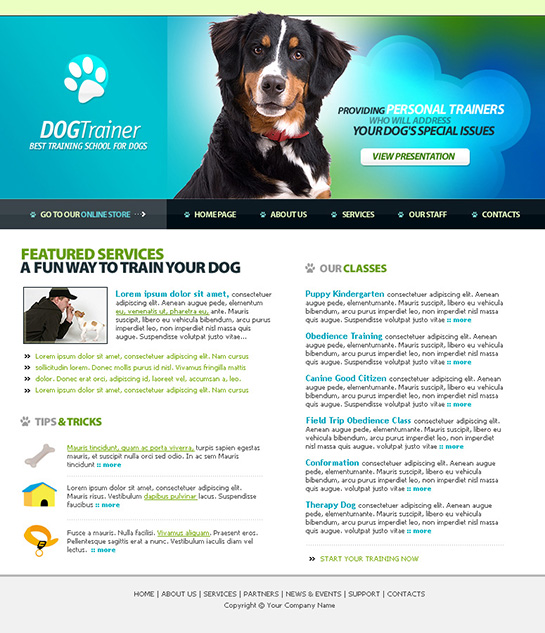 DOGTrainer
BEST TRAINING SCHOOL FOR DOGS
PROVIDING PERSONAL TRAINERS
WHO WILL ADDRESS
YOUR DOG'S SPECIAL ISSUES
VIEW PRESENTATION
GO TO OUR ONLINE STORE
HOME PAGE
ABOUT US
SERVICES
OUR STAFF
CONTACTS
FEATURED SERVICES
A FUN WAY TO TRAIN YOUR DOG
Lorem ipsum dolor sit amet, consectetuer
adipiscing elit. Aenean augue pede, elementum
eu, venenatis ut, pharetra eu, ante. Mauris
suscipit, libero eu vehicula bibendum, arcu purus
imperdiet leo, non imperdiet nisl massa quis
augue. Suspendisse volutpat justo vitae...
Lorem ipsum dolor sit amet, consectetuer adipiscing elit. Nam cursus
sollicitudin lorem. Donec mollis purus id nisl. Vivamus fringilla mattis
dolor. Donec erat orci, adipiscing id, laoreet vel, accumsan a, leo.
Lorem ipsum dolor sit amet, consectetuer adipiscing elit. Nam cursus
TIPS & TRICKS
Mauris tincidunt, quam ac porta viverra, turpis sapien egestas
mauris, et suscipit nulla orci sed odio. In ac sem Mauris
tincidunt :: more
Lorem ipsum dolor sit amet, consectetuer adipiscing elit.
Mauris risus. Vestibulum dapibus pulvinar lacus. Suspendisse
faucibus :: more
Fusce a mauris. Nulla facilisi. Vivamus aliquam. Praesent eros.
Pellentesque sagittis erat a nunc. Vestibulum iaculis diam vel
lectus. :: more
OUR CLASSES
Puppy Kindergarten consectetuer adipiscing elit. Aenean
augue pede, elementumante. Mauris suscipit, libero eu vehicula
bibendum, arcu purus imperdiet leo, non imperdiet nisl massa quis
augue. Suspendisse volutpat justo vitae :: more
Obedience Training consectetuer adipiscing elit. Aenean
augue pede, elementumante. Mauris suscipit, libero eu vehicula
bibendum, arcu purus imperdiet leo, non imperdiet nisl massa
adipiscing elit volutpat justo vitae :: more
Canine Good Citizen consectetuer adipiscing elit. Aenean
augue pede, elementumante. Mauris suscipit, libero eu vehicula
bibendum, arcu purus imperdiet leo, non imperdiet nisl massa
adipiscing elit volutpat justo vitae :: more
Field Trip Obedience Class consectetuer adipiscing elit.
Aenean augue pede, elementumante. Mauris suscipit, libero eu
vehicula bibendum, arcu purus imperdiet leo, non imperdiet nisl
massa quis augue volutpat justo vitae :: more
Conformation consectetuer adipiscing elit. Aenean augue
pede, elementumante. Mauris suscipit, libero eu vehicula
bibendum, arcu purus imperdiet leo, non imperdiet nisl massa quis
augue. Suspendisse volutpat justo vitae :: more
Therapy Dog consectetuer adipiscing elit. Aenean augue
pede, elementumante. Mauris suscipit, libero eu vehicula
bibendum, arcu purus imperdiet leo, non imperdiet nisl massa quis
augue. Suspendisse volutpat justo vitae :: more
START YOUR TRAINING NOW
HOME | ABOUT US | SERVICES | PARTNERS | NEWS & EVENTS | SUPPORT | CONTACTS
Copyright © Your Company Name